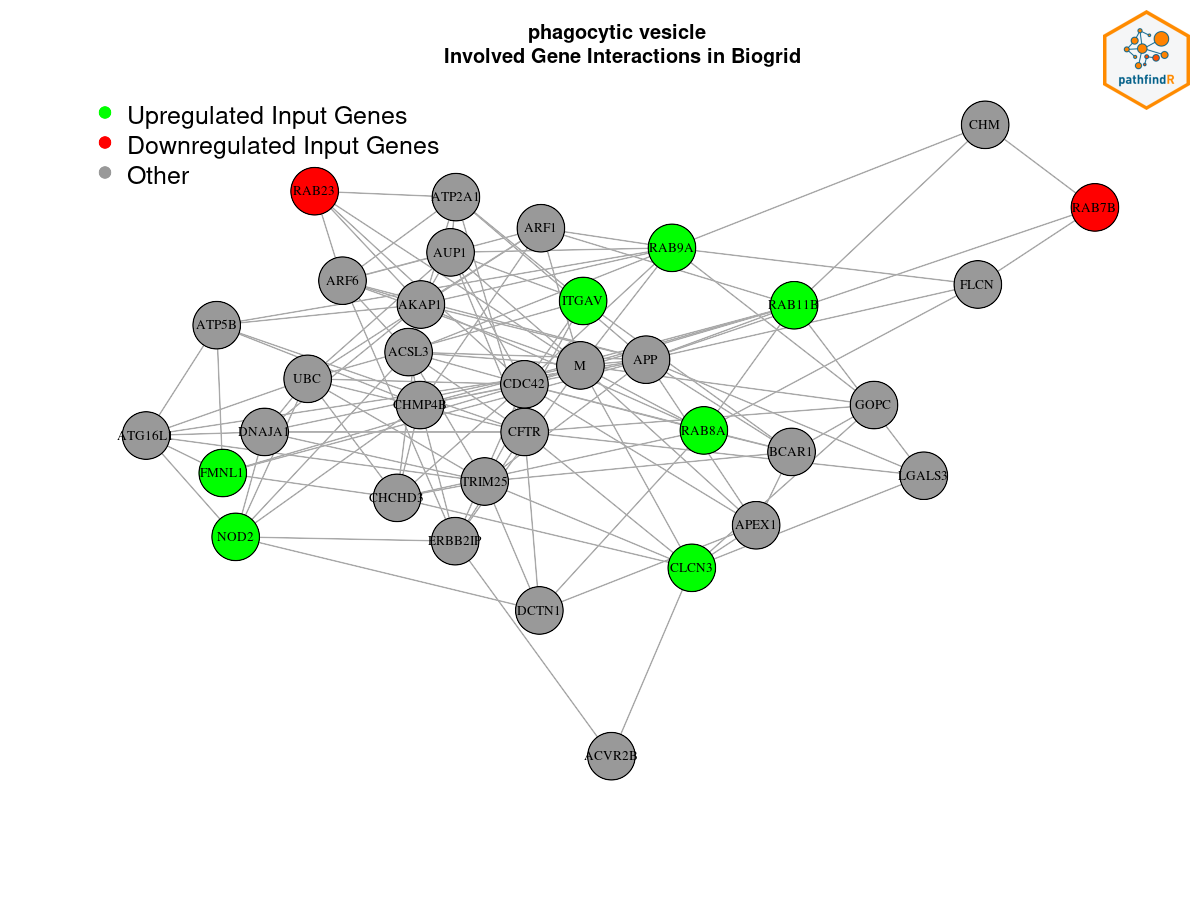 phagocytic vesicle
Involved Gene Interactions in Biogrid
pathfindR
Upregulated Input Genes
Downregulated Input Genes
Other
CHM
RAB23
ATP2A1
RAB7B
ARF1
RAB9A
AUP1
ARF6
FLCN
ITGAV
AKAP1
RAB11B
ATP5B
ACSL3
APP
M
UBC
CDC42
CHMP4B
GOPC
ATG16L1
DNAJA1
CFTR
RAB8A
BCAR1
FMNL1
LGALS3
TRIM25
CHCHD3
APEX1
NOD2
ERBB2IP
CLCN3
DCTN1
ACVR2B